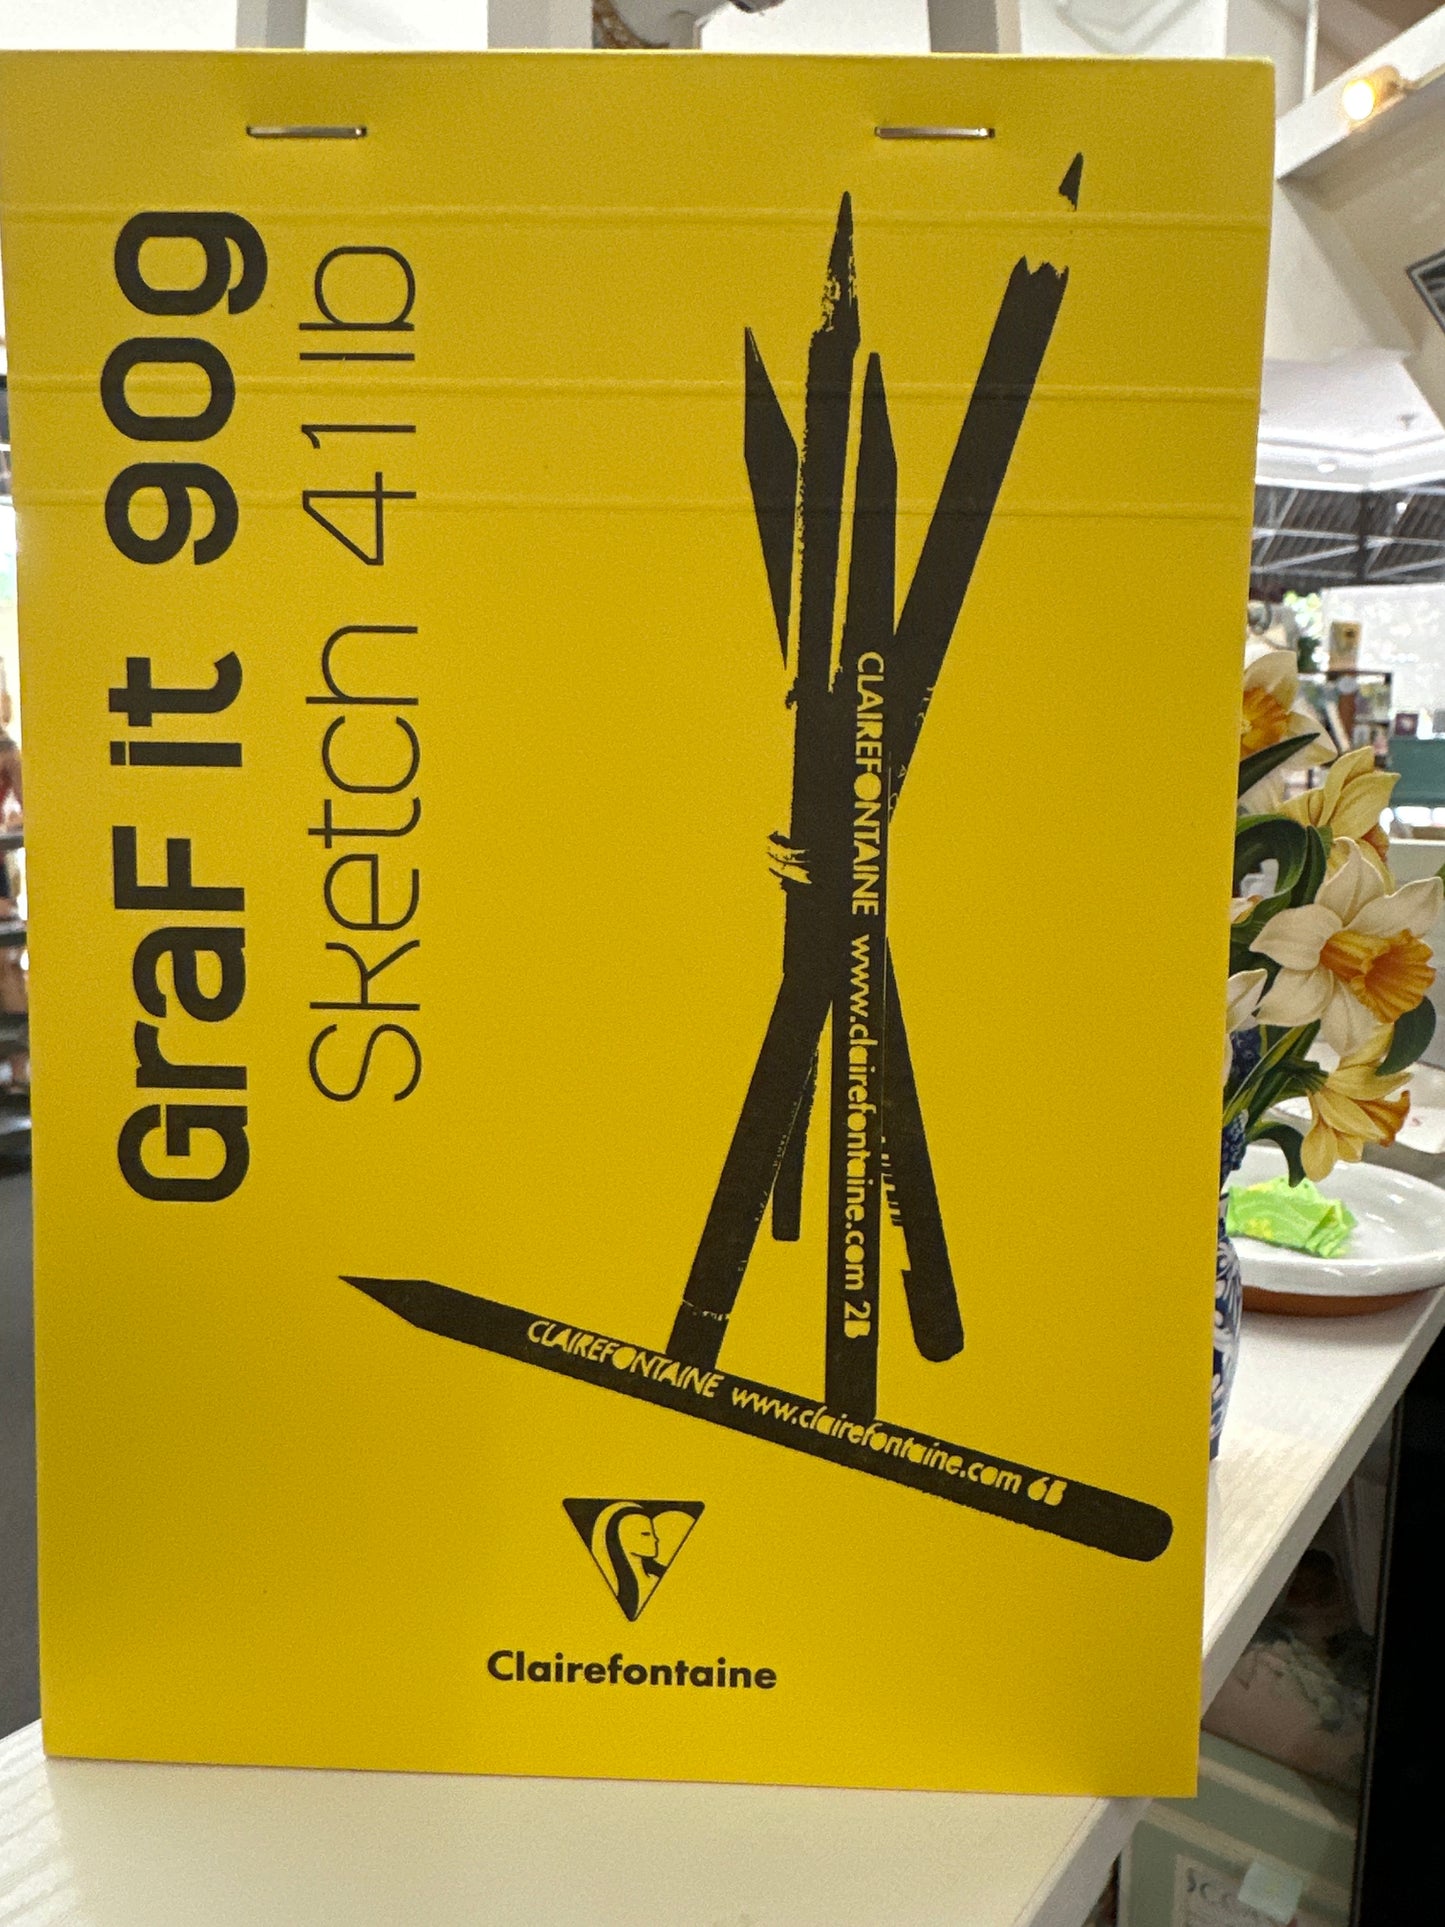 GraF it 90g
Sketch 41lb
CLAIREFONTAINE www.clairefontaine.com 2B
CLAIREFONTAINE www.clairefontaine.com 6B
Clairefontaine